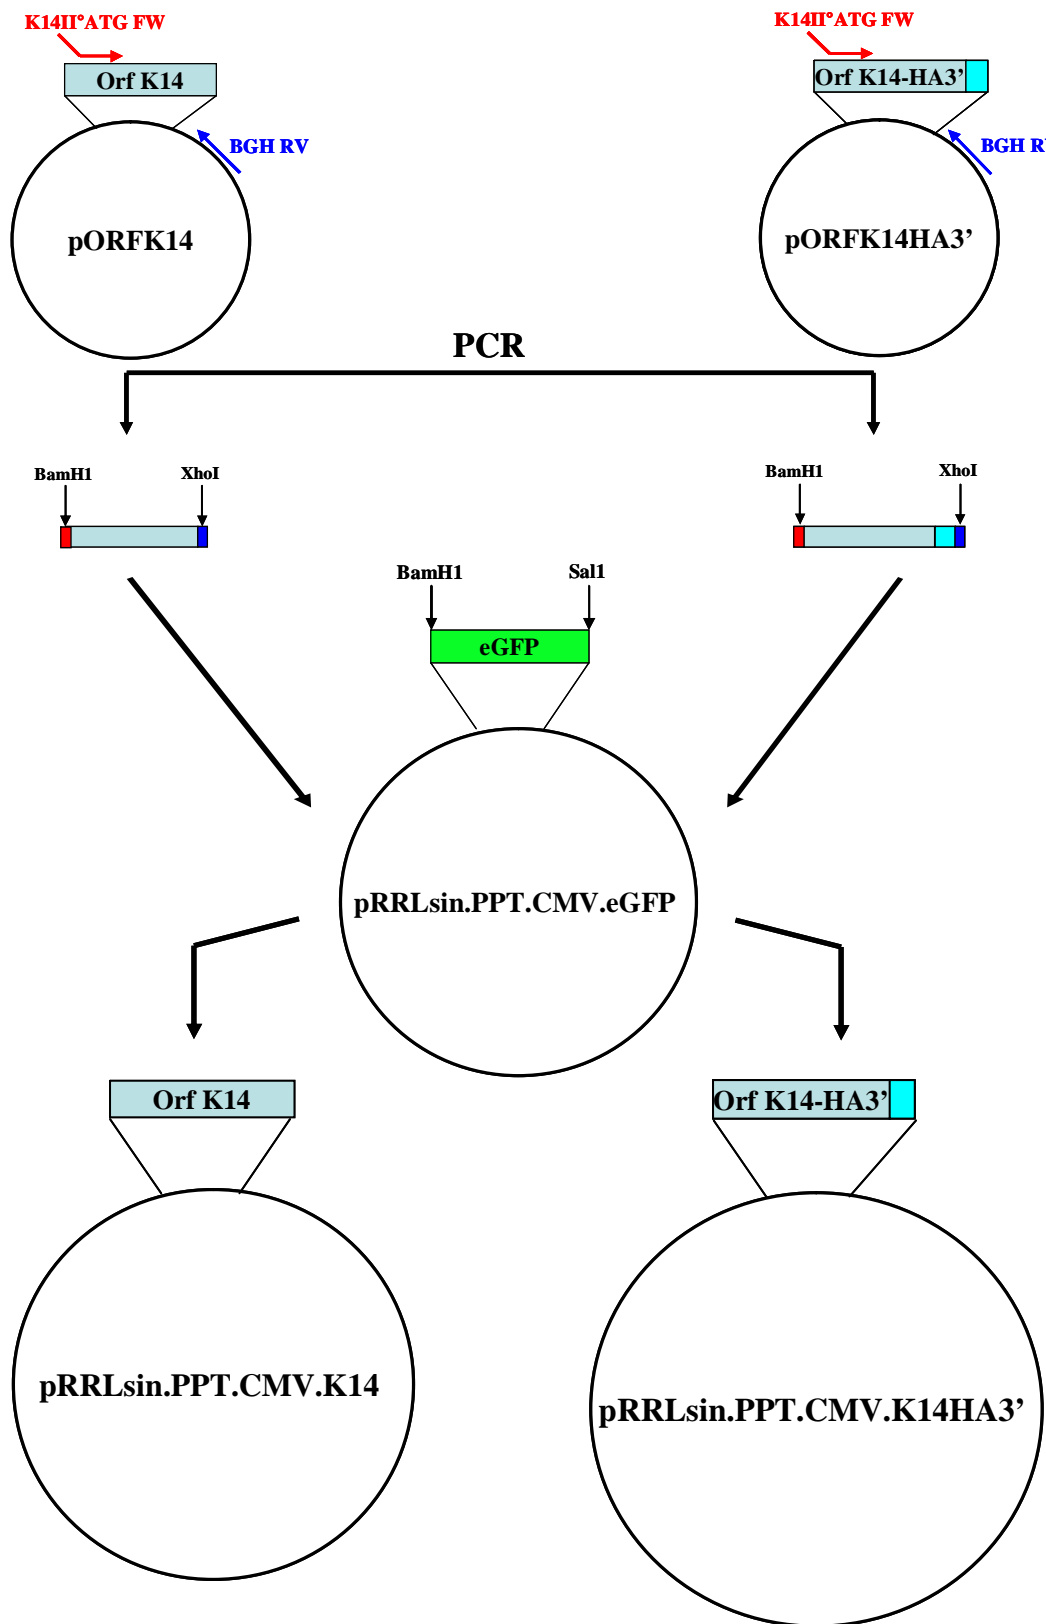 K14II°ATG FW
K14II°ATG FW
Orf K14
Orf K14-HA3’
BGH RV
BGH R
pORFK14
pORFK14HA3’
PCR
BamH1
XhoI
BamH1
XhoI
BamH1
Sal1
eGFP
pRRLsin.PPT.CMV.eGFP
Orf K14
Orf K14-HA3’
pRRLsin.PPT.CMV.K14
pRRLsin.PPT.CMV.K14HA3’